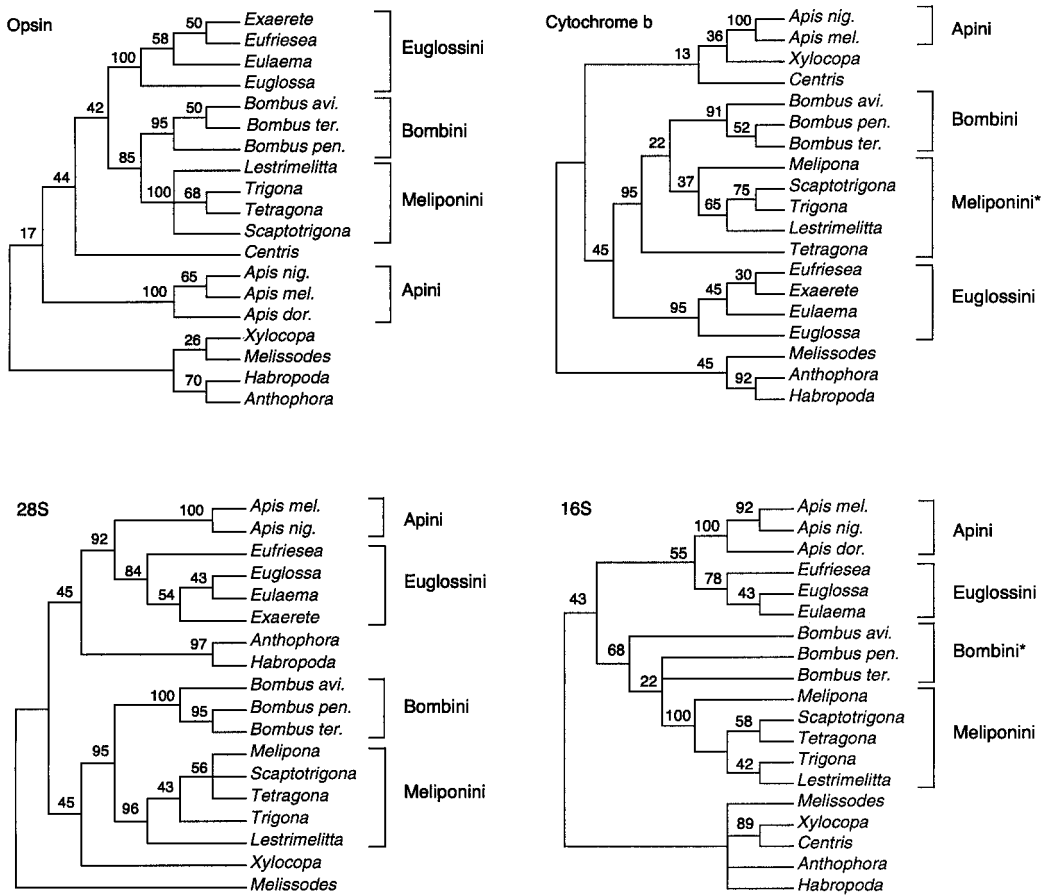 Opsin
50
Exaerete
58
Eufriesea
100
Eulaema
Euglossa
Euglossini
42
50
Bombus avi.
95
Bombus ter.
Bombus pen.
Bombini
85
Lestrimelitta
44
100
68
Trigona
Tetragona
Scaptotrigona
Meliponini
Centris
17
65
Apis nig.
100
Apis mel.
Apis dor.
Apini
26
Xylocopa
Melissodes
70
Habropoda
Anthophora
Cytochrome b
100
Apis nig.
36
Apis mel.
13
Xylocopa
Centris
Apini
91
Bombus avi.
52
Bombus pen.
Bombus ter.
Bombini
22
Melipona
37
75
Scaptotrigona
95
65
Trigona
Lestrimelitta
Tetragona
Meliponini*
45
30
Eufriesea
45
Exaerete
95
Eulaema
Euglossa
Euglossini
45
Melissodes
92
Anthophora
Habropoda
28S
100
Apis mel.
Apis nig.
Apini
92
Eufriesea
84
43
Euglossa
54
Eulaema
Exaerete
Euglossini
45
97
Anthophora
Habropoda
100
Bombus avi.
95
Bombus pen.
Bombus ter.
Bombini
95
Melipona
56
Scaptotrigona
43
Tetragona
96
Trigona
Lestrimelitta
Meliponini
45
Xylocopa
Melissodes
16S
92
Apis mel.
100
Apis nig.
55
Apis dor.
Apini
78
Eufriesea
43
Euglossa
Eulaema
Euglossini
43
Bombus avi.
68
Bombus pen.
22
Bombus ter.
Bombini*
100
Melipona
58
Scaptotrigona
Tetragona
42
Trigona
Lestrimelitta
Meliponini
Melissodes
89
Xylocopa
Centris
Anthophora
Habropoda